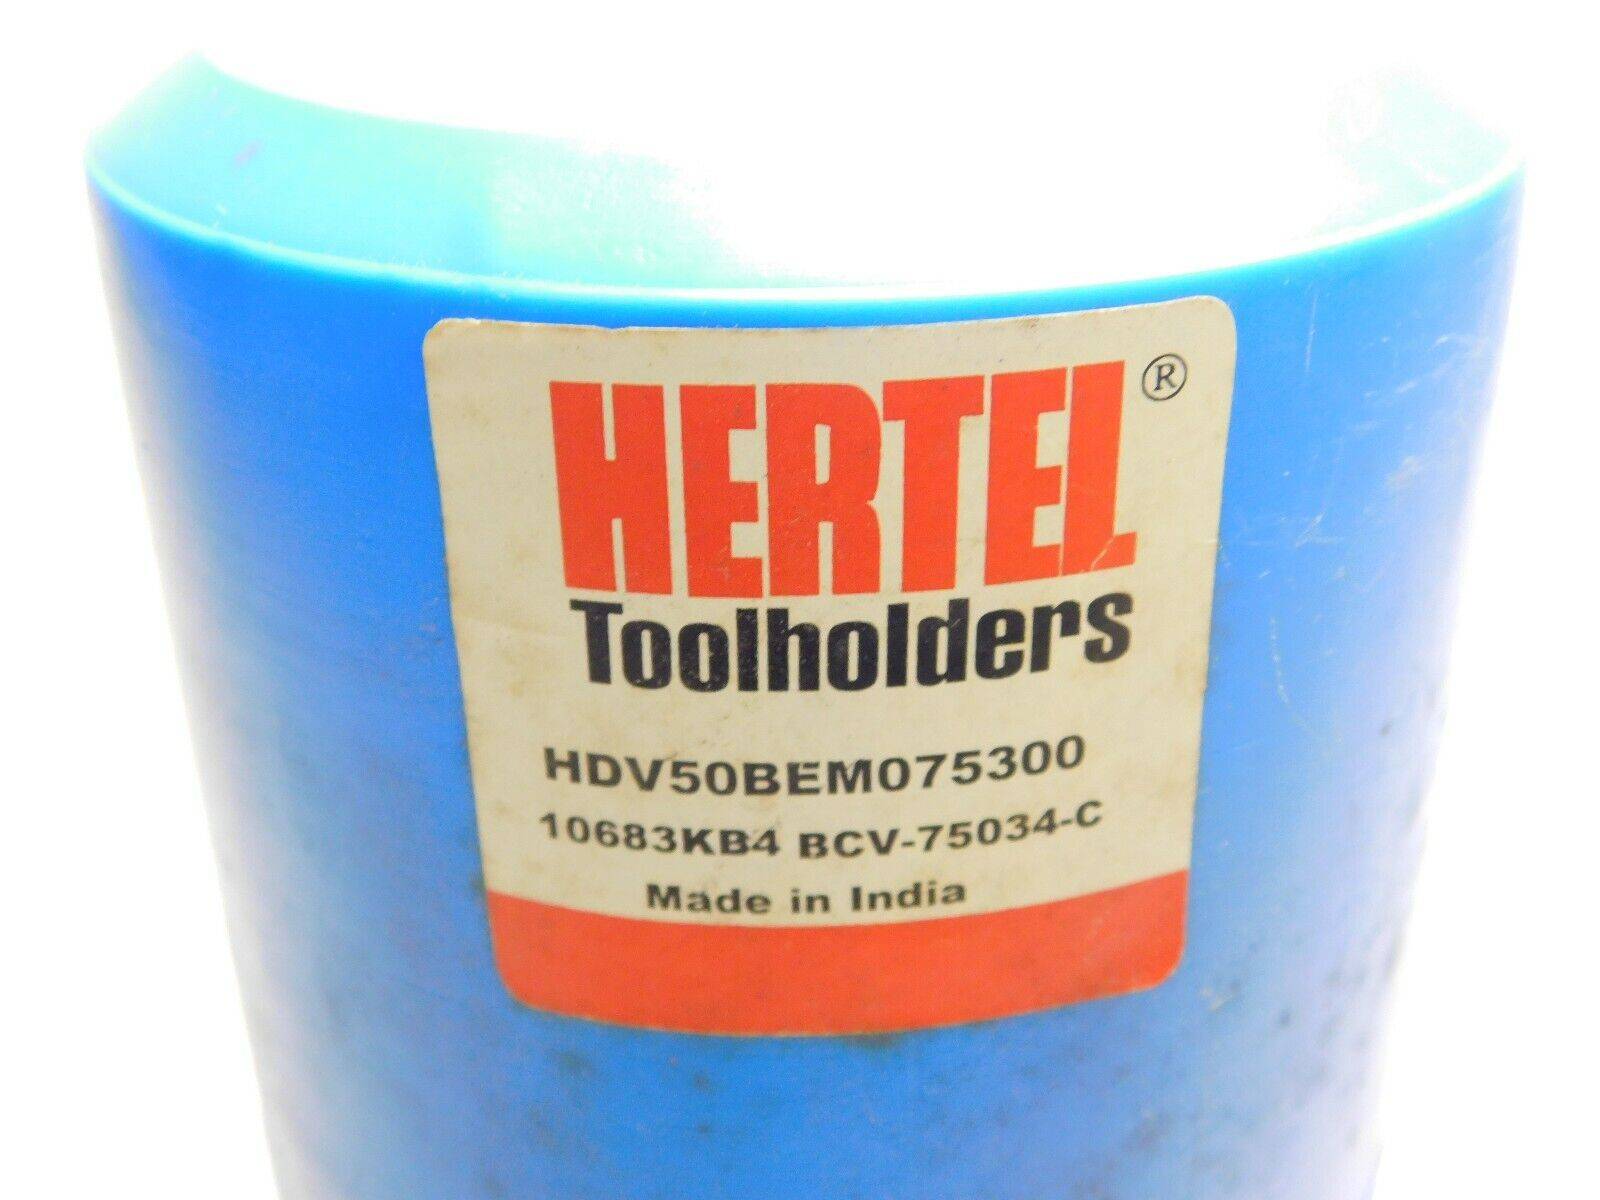 HERTEL®
Toolholders
HDV50BEM075300
10683KB4 BCV-75034-C
Made in India